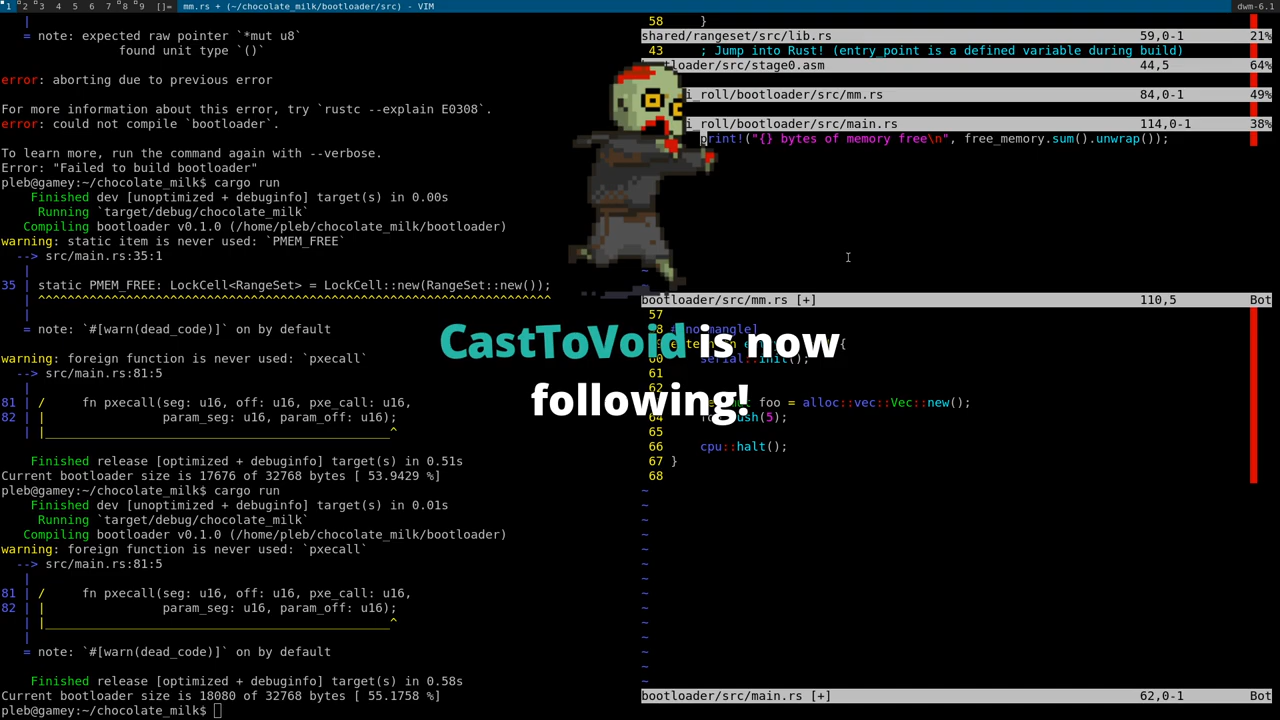 1 2 3 4 5 6 7 8 9 []= mm.rs + (~/chocolate_milk/bootloader/src) - VIM dwm-6.1
|
= note: expected raw pointer `*mut u8`
found unit type `()`
error: aborting due to previous error
For more information about this error, try `rustc --explain E0308`.
error: could not compile `bootloader`.
To learn more, run the command again with --verbose.
Error: "Failed to build bootloader"
pleb@gamey:~/chocolate_milk$ cargo run
Finished dev [unoptimized + debuginfo] target(s) in 0.00s
Running `target/debug/chocolate_milk`
Compiling bootloader v0.1.0 (/home/pleb/chocolate_milk/bootloader)
warning: static item is never used: `PMEM_FREE`
--> src/main.rs:35:1
|
35 | static PMEM_FREE: LockCell<RangeSet> = LockCell::new(RangeSet::new());
| ^^^^^^^^^^^^^^^^^^^^^^^^^^^^^^^^^^^^^^^^^^^^^^^^^^^^^^^^^^^^^^^^^^^^^^
|
= note: `#[warn(dead_code)]` on by default
warning: foreign function is never used: `pxecall`
--> src/main.rs:81:5
|
81 | / fn pxecall(seg: u16, off: u16, pxe_call: u16,
82 | | param_seg: u16, param_off: u16);
| |________________________________________________^
Finished release [optimized + debuginfo] target(s) in 0.51s
Current bootloader size is 17676 of 32768 bytes [ 53.9429 %]
pleb@gamey:~/chocolate_milk$ cargo run
Finished dev [unoptimized + debuginfo] target(s) in 0.01s
Running `target/debug/chocolate_milk`
Compiling bootloader v0.1.0 (/home/pleb/chocolate_milk/bootloader)
warning: foreign function is never used: `pxecall`
--> src/main.rs:81:5
|
81 | / fn pxecall(seg: u16, off: u16, pxe_call: u16,
82 | | param_seg: u16, param_off: u16);
| |________________________________________________^
|
= note: `#[warn(dead_code)]` on by default
Finished release [optimized + debuginfo] target(s) in 0.58s
Current bootloader size is 18080 of 32768 bytes [ 55.1758 %]
pleb@gamey:~/chocolate_milk$
58 }
shared/rangeset/src/lib.rs 59,0-1 21%
43 ; Jump into Rust! (entry_point is a defined variable during build)
tloader/src/stage0.asm 44,5 64%
i_roll/bootloader/src/mm.rs 84,0-1 49%
i_roll/bootloader/src/main.rs 114,0-1 38%
print!("{} bytes of memory free\n", free_memory.sum().unwrap());
~
bootloader/src/mm.rs [+] 110,5 Bot
57
8 no_mangle]
{
60 serial::init();
61
62
foo = alloc::vec::Vec::new();
64 push(5);
65
66 cpu::halt();
67 }
68
~
~
~
~
~
~
~
~
~
~
~
~
~
~
bootloader/src/main.rs [+] 62,0-1 Bot
CastToVoid is now
following!